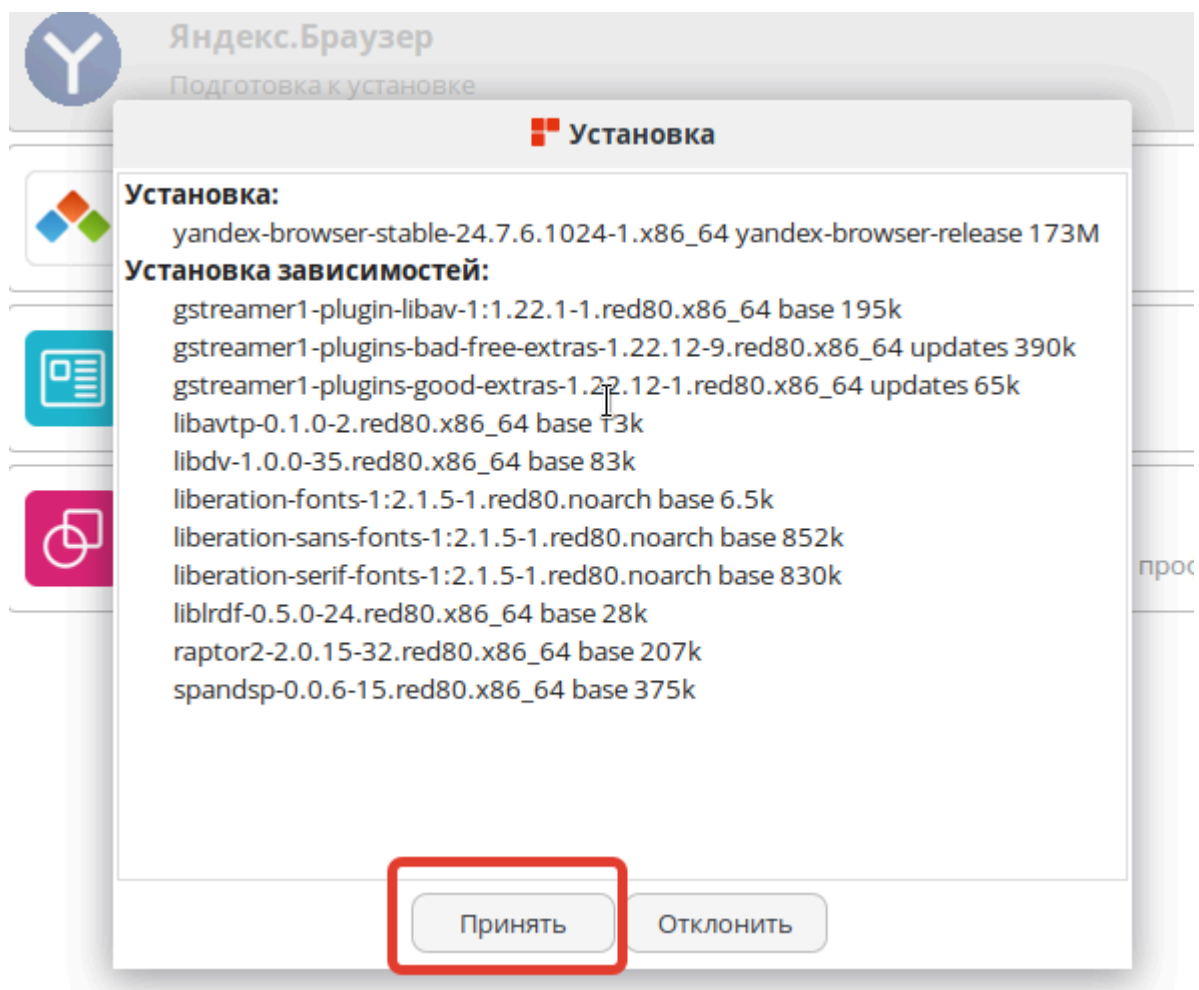 Яндекс.Браузер
Подготовка к установке
Установка
Установка:
yandex-browser-stable-24.7.6.1024-1.x86_64 yandex-browser-release 173M
Установка зависимостей:
gstreamer1-plugin-libav-1:1.22.1-1.red80.x86_64 base 195k
gstreamer1-plugins-bad-free-extras-1.22.12-9.red80.x86_64 updates 390k
gstreamer1-plugins-good-extras-1.22.12-1.red80.x86_64 updates 65k
libavtp-0.1.0-2.red80.x86_64 base 13k
libdv-1.0.0-35.red80.x86_64 base 83k
liberation-fonts-1:2.1.5-1.red80.noarch base 6.5k
liberation-sans-fonts-1:2.1.5-1.red80.noarch base 852k
liberation-serif-fonts-1:2.1.5-1.red80.noarch base 830k
liblrdf-0.5.0-24.red80.x86_64 base 28k
raptor2-2.0.15-32.red80.x86_64 base 207k
spandsp-0.0.6-15.red80.x86_64 base 375k
Принять Отклонить